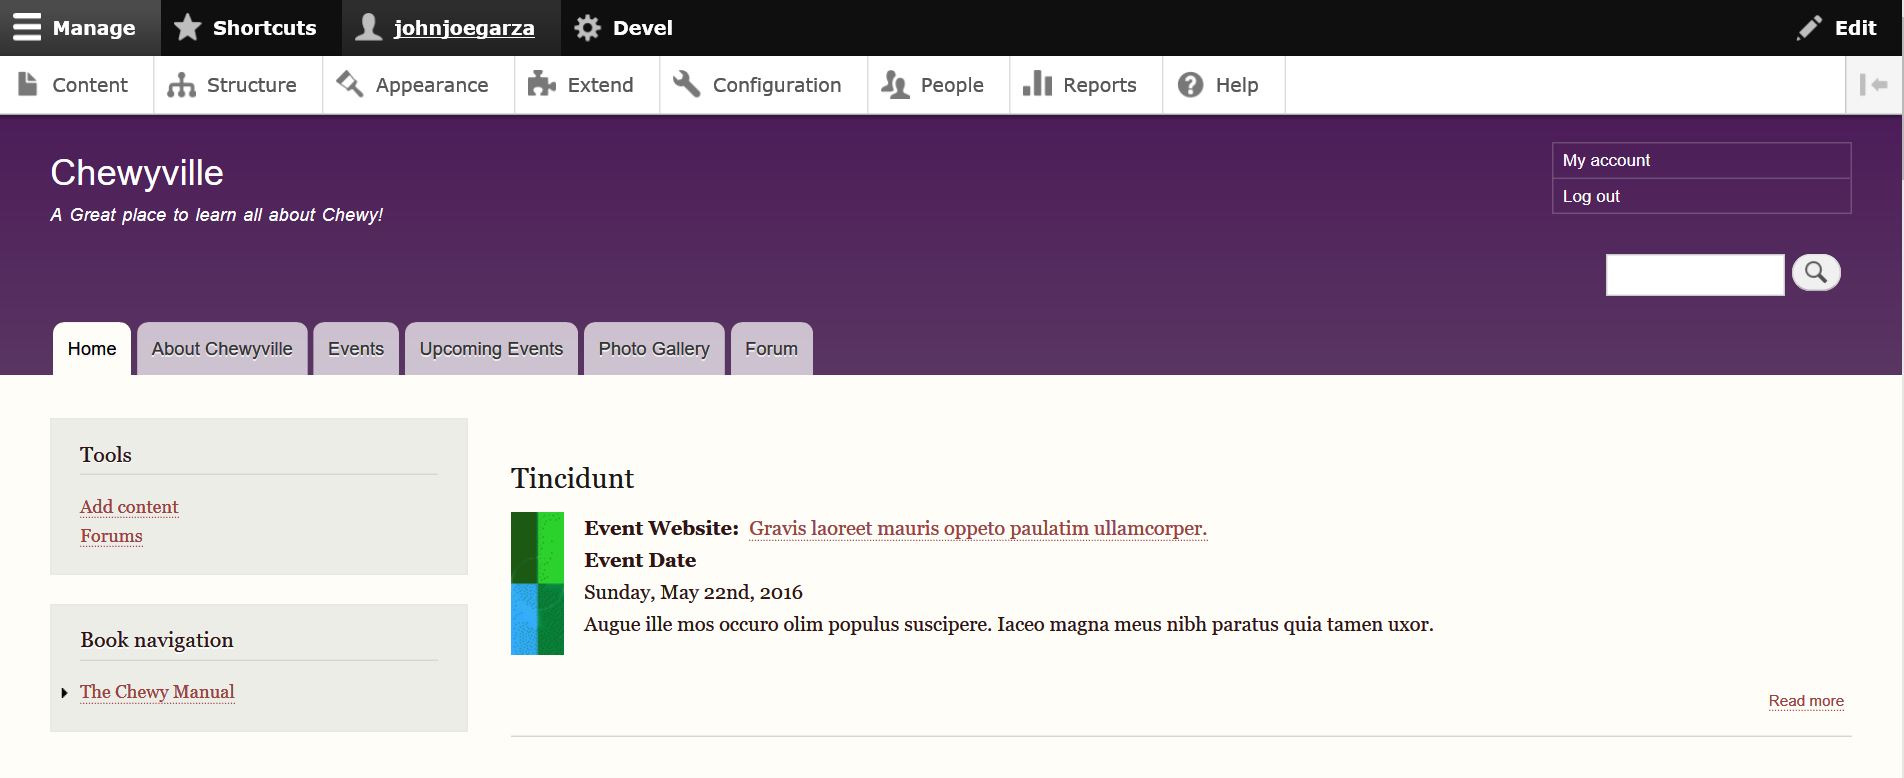 Manage Shortcuts johnjoegarza Devel Edit
Content Structure Appearance Extend Configuration People Reports Help
Chewyville
A Great place to learn all about Chewy!
My account
Log out
Home About Chewyville Events Upcoming Events Photo Gallery Forum
Tools
Add content
Forums
Book navigation
The Chewy Manual
Tincidunt
Event Website: Gravis laoreet mauris oppeto paulatim ullamcorper.
Event Date
Sunday, May 22nd, 2016
Augue ille mos occuro olim populus suscipere. Iaceo magna meus nibh paratus quia tamen uxor.
Read more